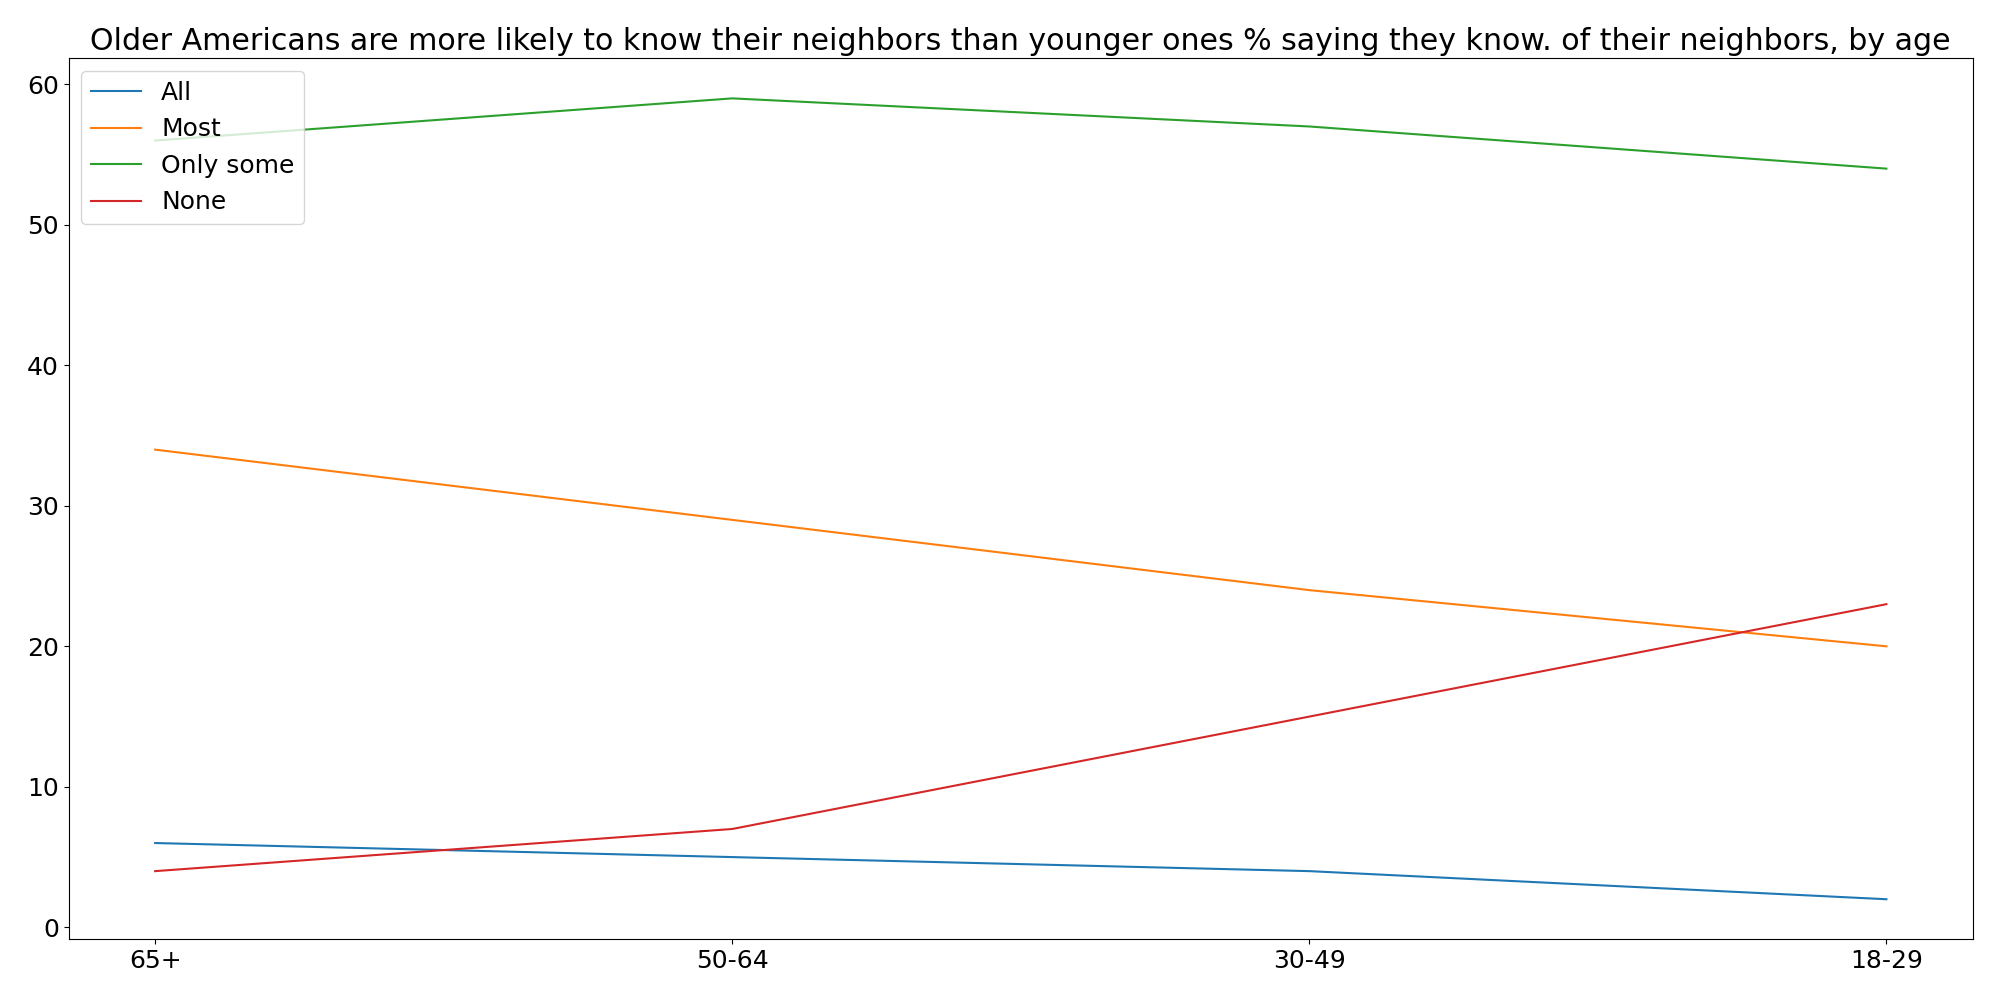 Older Americans are more likely to know their neighbors than younger ones % saying they know. of their neighbors, by age
All
Most
Only some
None
60
50
40
30
20
10
0
65+ 50-64 30-49 18-29